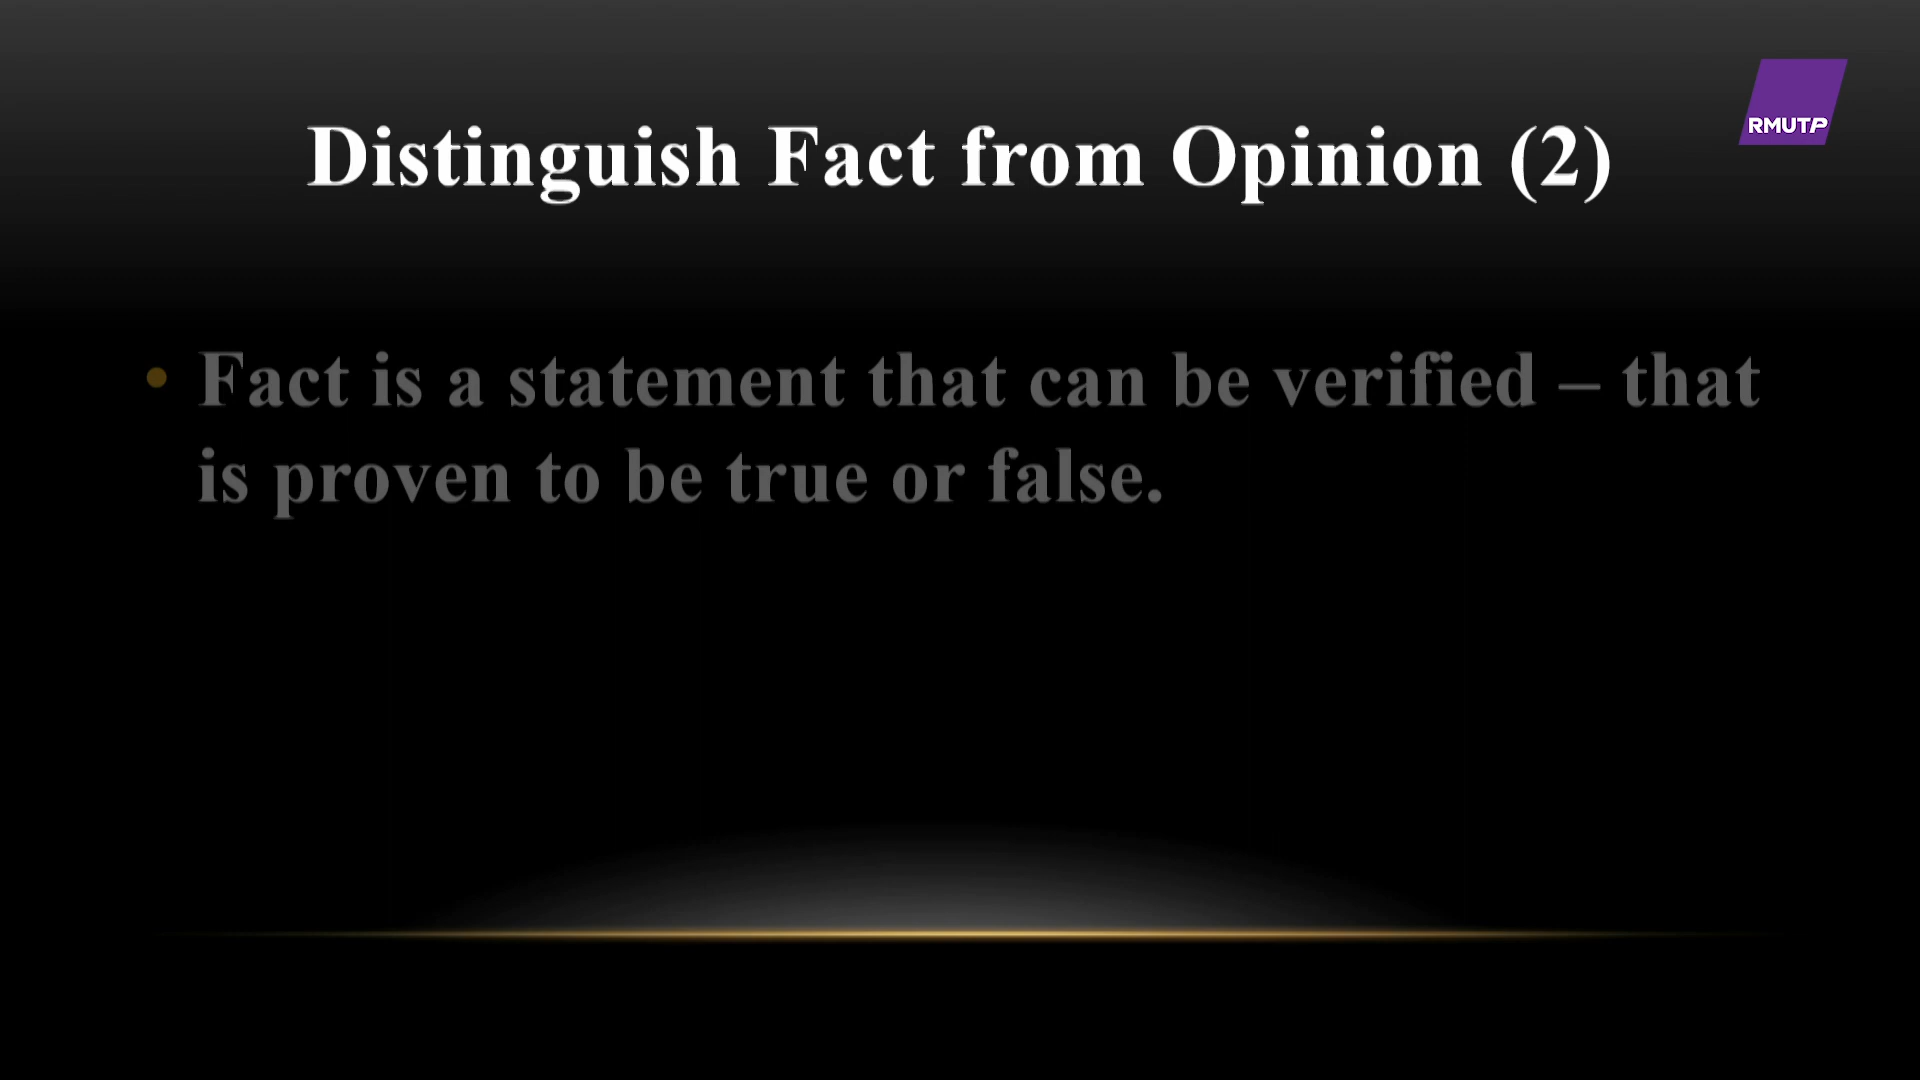 Distinguish Fact from Opinion (2)
RMUTP
• Fact is a statement that can be verified – that
is proven to be true or false.